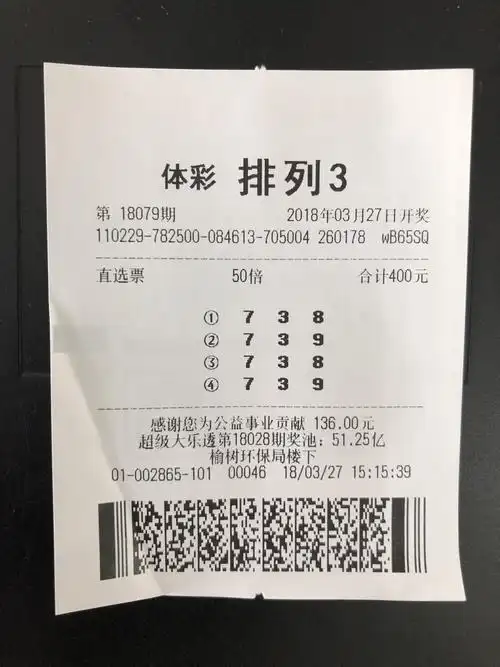 体彩 排列3
第 18079期 2018年03月27日开奖
110229-782500-084613-705004 260178 wB65SQ
直选票 50倍 合计400元
① 7 3 8
② 7 3 9
③ 7 3 8
④ 7 3 9
感谢您为公益事业贡献 136.00元
超级大乐透第18028期奖池：51.25亿
榆树环保局楼下
01-002865-101 00046 18/03/27 15:15:39